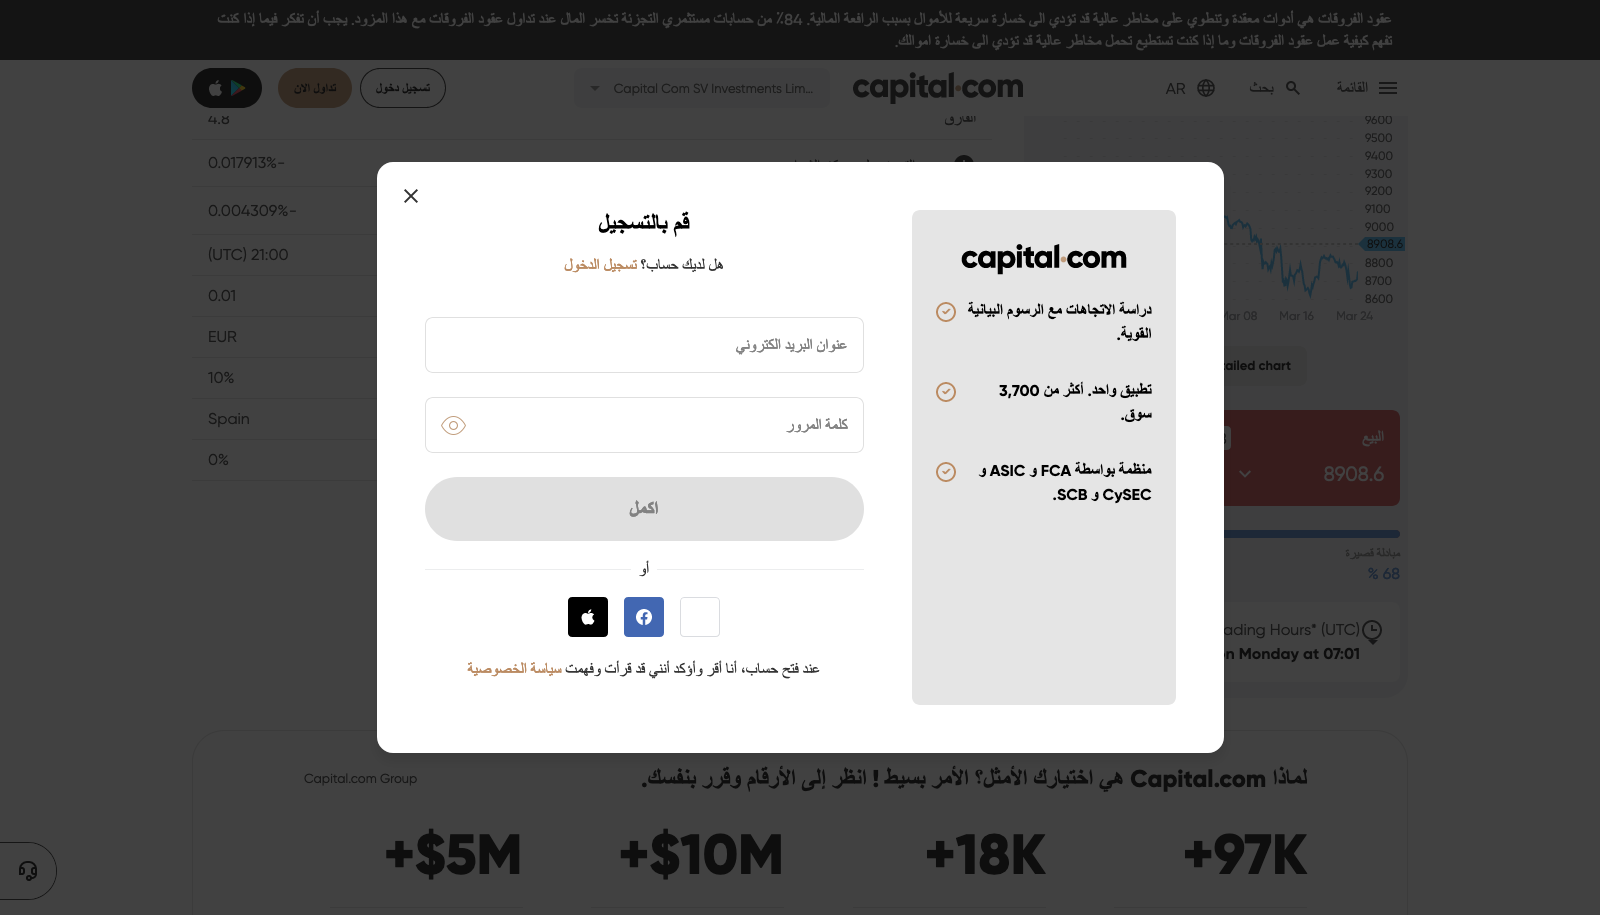 عقود الفروقات هي أدوات معقدة وتنطوي على مخاطر عالية قد تؤدي الى خسارة سريعة للأموال بسبب الرافعة المالية. 84٪ من حسابات مستثمري التجزئة تخسر المال عند تداول عقود الفروقات مع هذا المزود. يجب أن تفكر فيما إذا كنت
تفهم كيفية عمل عقود الفروقات وما إذا كنت تستطيع تحمل مخاطر عالية قد تؤدي الى خسارة اموالك.
القائمة
بحث
AR
capital.com
Capital Com SV Investments Lim...
تسجيل دخول
تداول الان
الفارق
4.8
-0.017913%
-0.004309%
21:00 (UTC)
0.01
EUR
10%
Spain
0%
9600
9500
9400
9300
9200
9100
9000
8908.6
8800
8700
8600
Mar 08
Mar 16
Mar 24
ailed chart
البيع
8908.6
مبادلة قصيرة
68 %
ading Hours* (UTC)
n Monday at 07:01
قم بالتسجيل
هل لديك حساب؟ تسجيل الدخول
عنوان البريد الكتروني
كلمة المرور
اكمل
أو
عند فتح حساب، أنا أقر وأؤكد أنني قد قرأت وفهمت سياسة الخصوصية
capital.com
دراسة الاتجاهات مع الرسوم البيانية
القوية.
تطبيق واحد. أكثر من 3,700
سوق.
منظمة بواسطة FCA و ASIC و
CySEC و SCB.
لماذا Capital.com هي اختيارك الأمثل؟ الأمر بسيط ! انظر إلى الأرقام وقرر بنفسك.
Capital.com Group
+97K
+18K
+$10M
+$5M